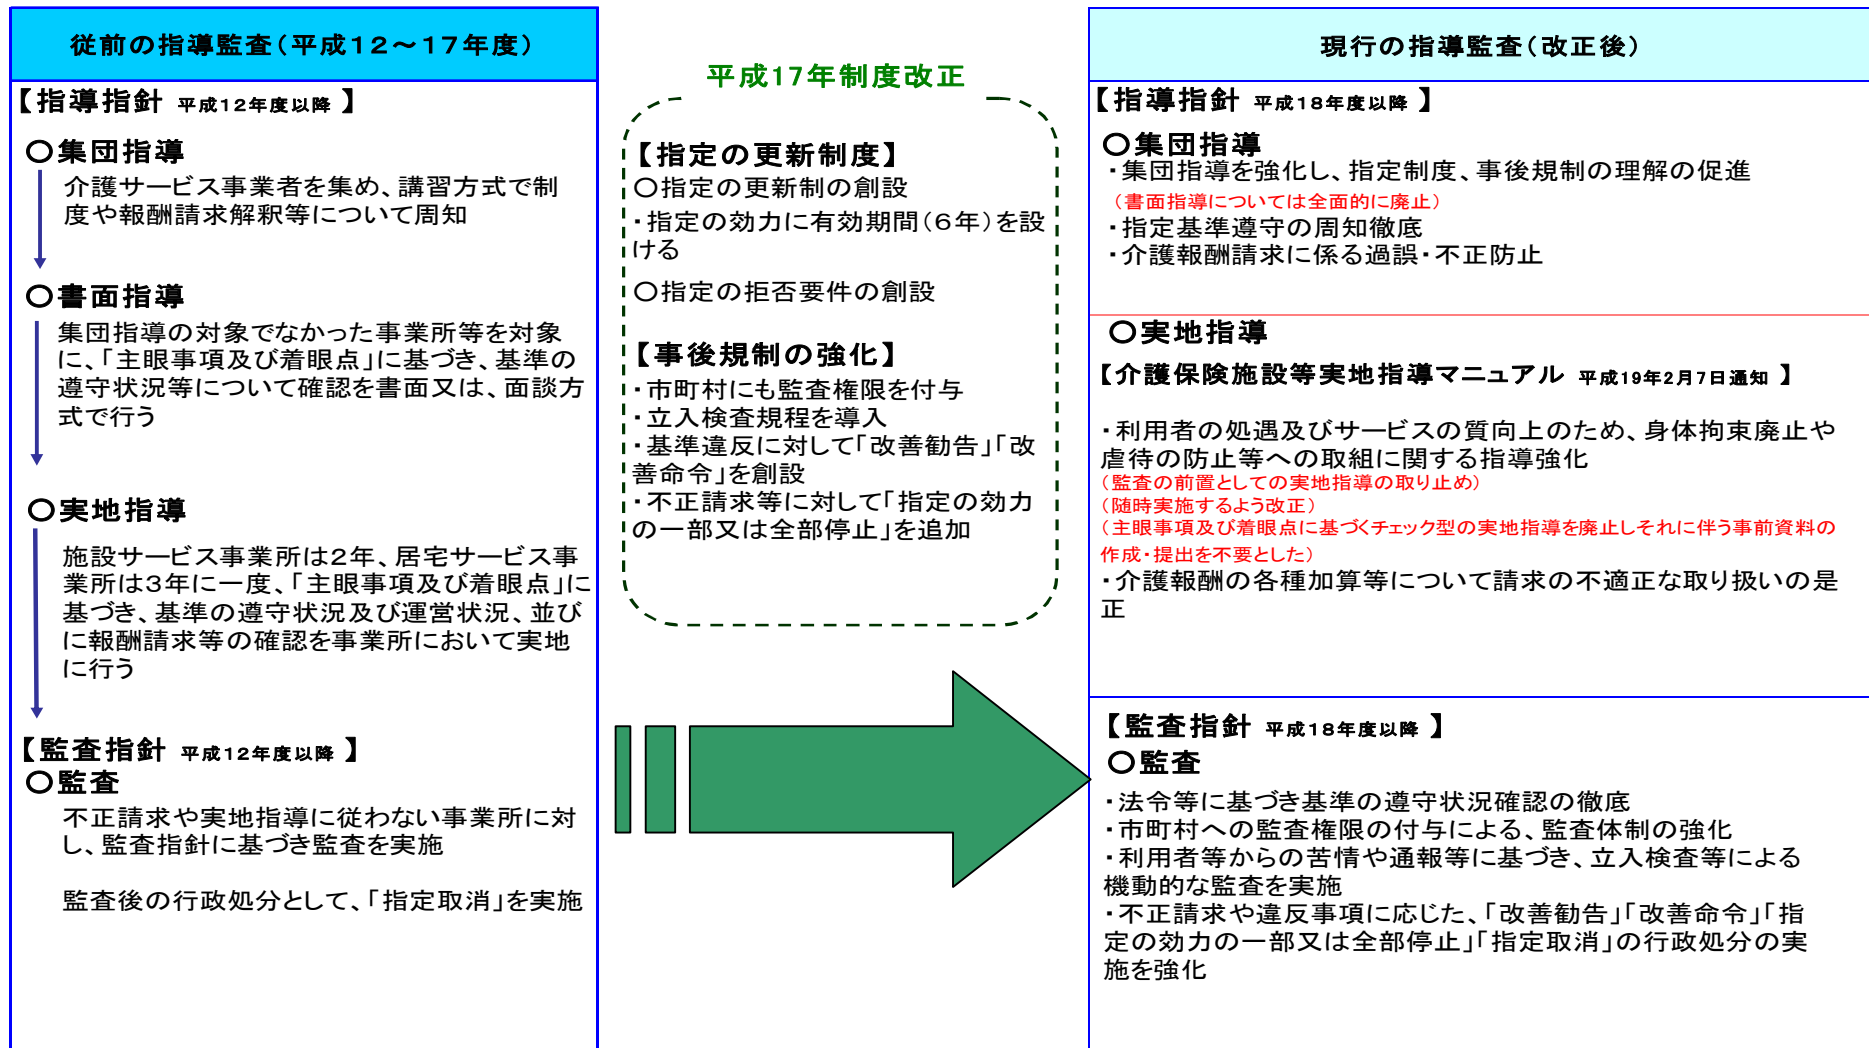 従前の指導監査（平成１２～１７年度）
【指導指針 平成１２年度以降 】
○集団指導
介護サービス事業者を集め、講習方式で制
度や報酬請求解釈等について周知
○書面指導
集団指導の対象でなかった事業所等を対象
に、「主眼事項及び着眼点」に基づき、基準の
遵守状況等について確認を書面又は、面談方
式で行う
○実地指導
施設サービス事業所は２年、居宅サービス事
業所は３年に一度、「主眼事項及び着眼点」に
基づき、基準の遵守状況及び運営状況、並び
に報酬請求等の確認を事業所において実地
に行う
【監査指針 平成１２年度以降 】
○監査
不正請求や実地指導に従わない事業所に対
し、監査指針に基づき監査を実施
監査後の行政処分として、「指定取消」を実施
平成17年制度改正
【指定の更新制度】
○指定の更新制の創設
・指定の効力に有効期間（６年）を設
ける
○指定の拒否要件の創設
【事後規制の強化】
・市町村にも監査権限を付与
・立入検査規程を導入
・基準違反に対して「改善勧告」「改
善命令」を創設
・不正請求等に対して「指定の効力
の一部又は全部停止」を追加
現行の指導監査（改正後）
【指導指針 平成１８年度以降 】
○集団指導
・集団指導を強化し、指定制度、事後規制の理解の促進
（書面指導については全面的に廃止）
・指定基準遵守の周知徹底
・介護報酬請求に係る過誤・不正防止
○実地指導
【介護保険施設等実地指導マニュアル 平成19年2月7日通知 】
・利用者の処遇及びサービスの質向上のため、身体拘束廃止や
虐待の防止等への取組に関する指導強化
（監査の前置としての実地指導の取り止め）
（随時実施するよう改正）
（主眼事項及び着眼点に基づくチェック型の実地指導を廃止しそれに伴う事前資料の
作成・提出を不要とした）
・介護報酬の各種加算等について請求の不適正な取り扱いの是
正
【監査指針 平成１８年度以降 】
○監査
・法令等に基づき基準の遵守状況確認の徹底
・市町村への監査権限の付与による、監査体制の強化
・利用者等からの苦情や通報等に基づき、立入検査等による
機動的な監査を実施
・不正請求や違反事項に応じた、「改善勧告」「改善命令」「指
定の効力の一部又は全部停止」「指定取消」の行政処分の実
施を強化